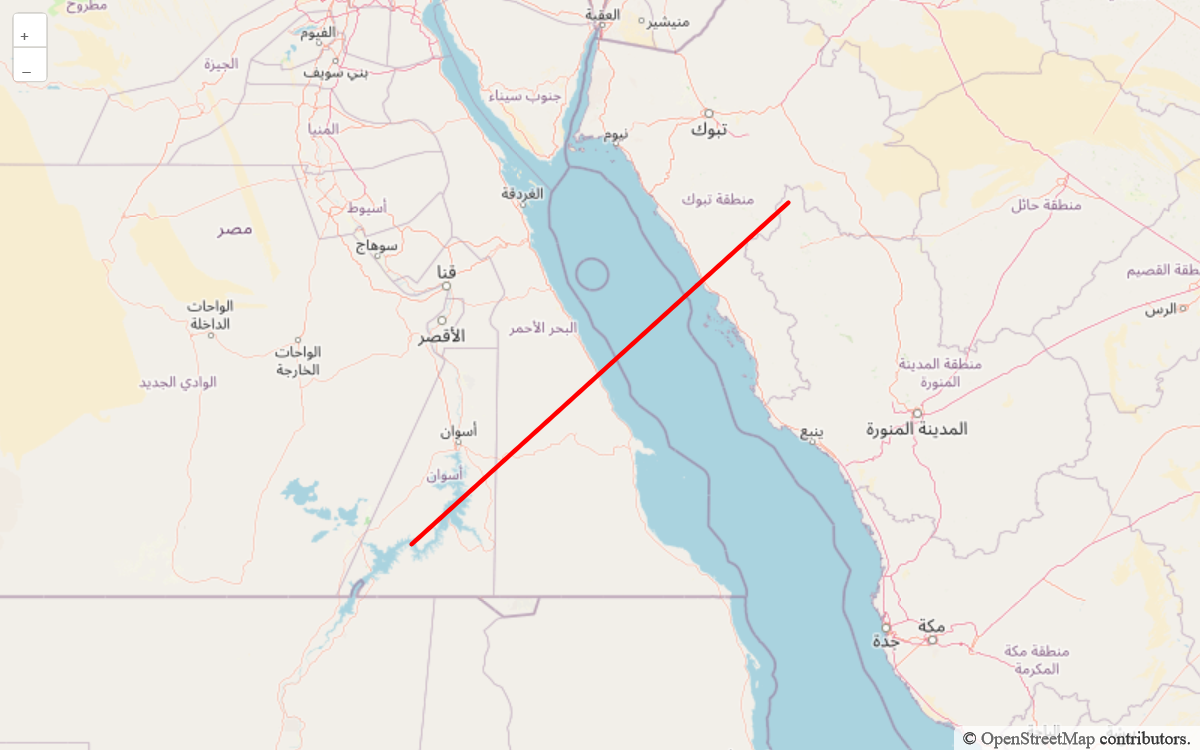 مطروح
العقبة
منيشير
الفيوم
الجيزة
بني سويف
جنوب سيناء
تبوك
المنيا
نيوم
الغردقة
منطقة تبوك
أسيوط
منطقة حائل
مصر
سوهاج
قنا
منطقة القصيم
الواحات
الداخلة
الرس
البحر الأحمر
الأقصر
الواحات
الخارجة
منطقة المدينة
المنورة
الوادي الجديد
المدينة المنورة
ينبع
أسوان
أسوان
مكة
جدة
منطقة مكة
المكرمة
+
–
© OpenStreetMap contributors.